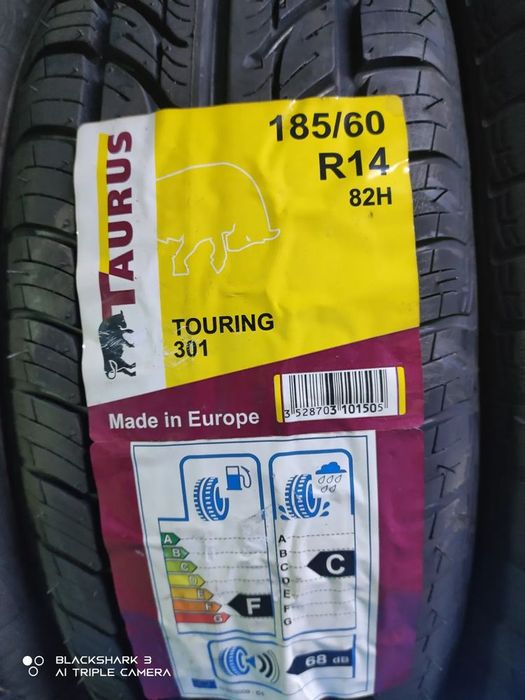 TAURUS
185/60
R14
82H
TOURING
301
Made in Europe
3 528703 101505
A
B
C
D
E
F
G
F
A
B
C
D
E
F
G
C
68 dB
BLACKSHARK 3
AI TRIPLE CAMERA